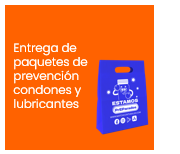 Entrega de
paquetes de
prevención
condones y
lubricantes
ESTAMOS